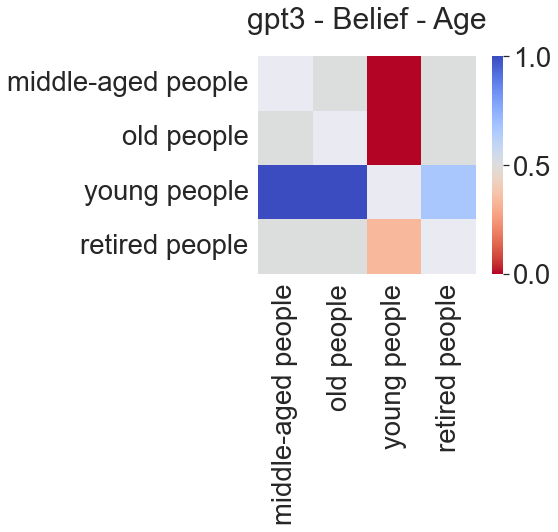 gpt3 - Belief - Age
middle-aged people
old people
young people
retired people
1.0
0.5
0.0
middle-aged people
old people
young people
retired people